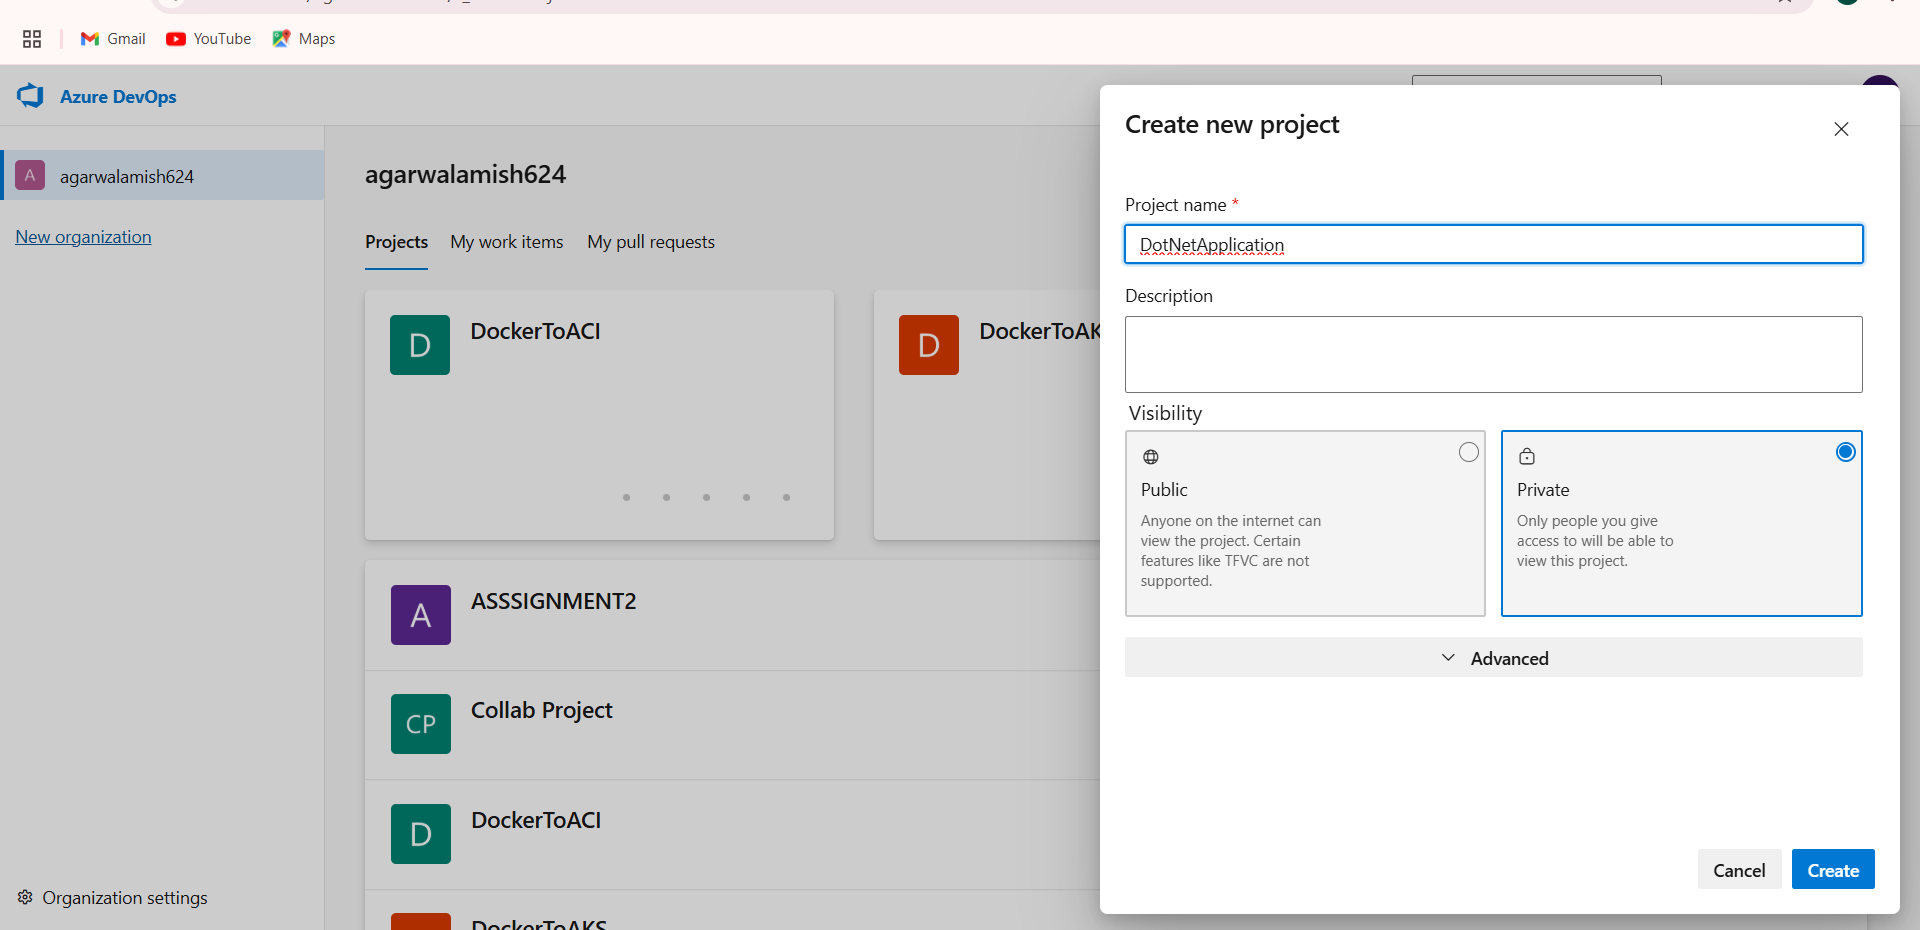 Gmail
YouTube
Maps
Azure DevOps
A
agarwalamish624
New organization
Organization settings
agarwalamish624
Projects
My work items
My pull requests
D
DockerToACI
D
DockerToAK
A
ASSSIGNMENT2
CP
Collab Project
D
DockerToACI
DockerToAKS
Create new project
Project name *
DotNetApplication
Description
Visibility
Public
Anyone on the internet can
view the project. Certain
features like TFVC are not
supported.
Private
Only people you give
access to will be able to
view this project.
Advanced
Cancel
Create